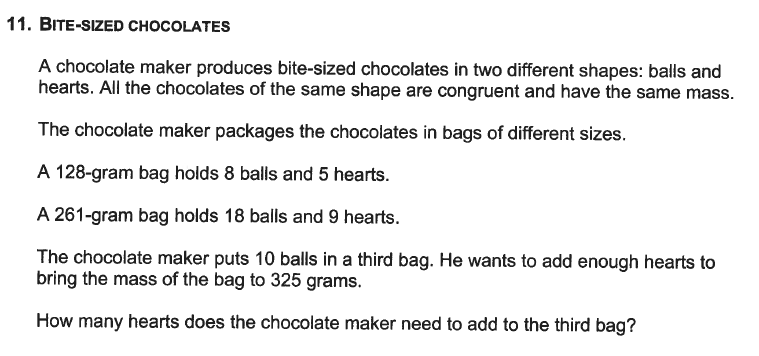 11. BITE-SIZED CHOCOLATES
A chocolate maker produces bite-sized chocolates in two different shapes: balls and
hearts. All the chocolates of the same shape are congruent and have the same mass.
The chocolate maker packages the chocolates in bags of different sizes.
A 128-gram bag holds 8 balls and 5 hearts.
A 261-gram bag holds 18 balls and 9 hearts.
The chocolate maker puts 10 balls in a third bag. He wants to add enough hearts to
bring the mass of the bag to 325 grams.
How many hearts does the chocolate maker need to add to the third bag?